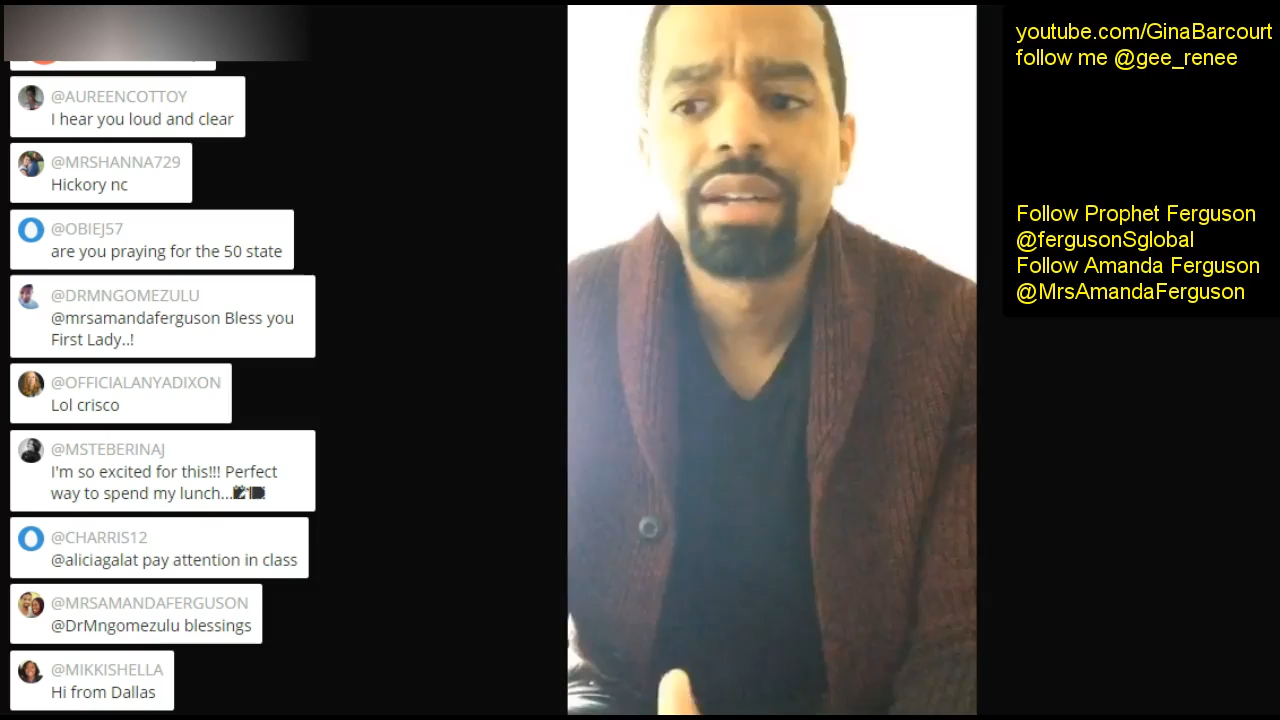 @AUREENCOTTOY
I hear you loud and clear
@MRSHANNA729
Hickory nc
@OBIEJ57
are you praying for the 50 state
@DRMNGOMEZULU
@mrsamandaferguson Bless you
First Lady..!
@OFFICIALANYADIXON
Lol crisco
@MSTEBERINAJ
I'm so excited for this!!! Perfect
way to spend my lunch...
@CHARRIS12
@aliciagalat pay attention in class
@MRSAMANDAFERGUSON
@DrMngomezulu blessings
@MIKKISHELLA
Hi from Dallas
youtube.com/GinaBarcourt
follow me @gee_renee
Follow Prophet Ferguson
@fergusonSglobal
Follow Amanda Ferguson
@MrsAmandaFerguson